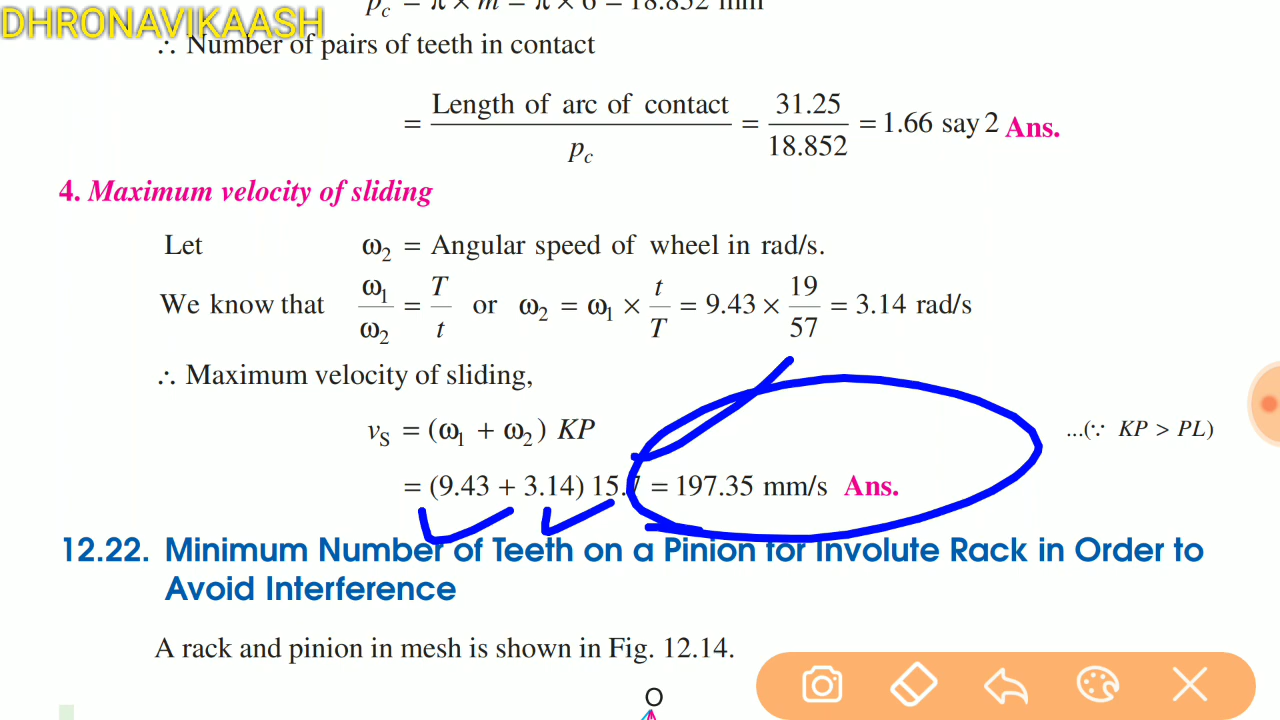 DHRONAVIKAASH
p_c = π × m = π × 6 = 18.852 mm
∴ Number of pairs of teeth in contact
= Length of arc of contact / p_c = 31.25 / 18.852 = 1.66 say 2 Ans.
4. Maximum velocity of sliding
Let ω₂ = Angular speed of wheel in rad/s.
We know that ω₁/ω₂ = T/t or ω₂ = ω₁ × t/T = 9.43 × 19/57 = 3.14 rad/s
∴ Maximum velocity of sliding,
v_S = (ω₁ + ω₂) KP ...(∵ KP > PL)
= (9.43 + 3.14) 15.7 = 197.35 mm/s Ans.
12.22. Minimum Number of Teeth on a Pinion for Involute Rack in Order to
Avoid Interference
A rack and pinion in mesh is shown in Fig. 12.14.
O